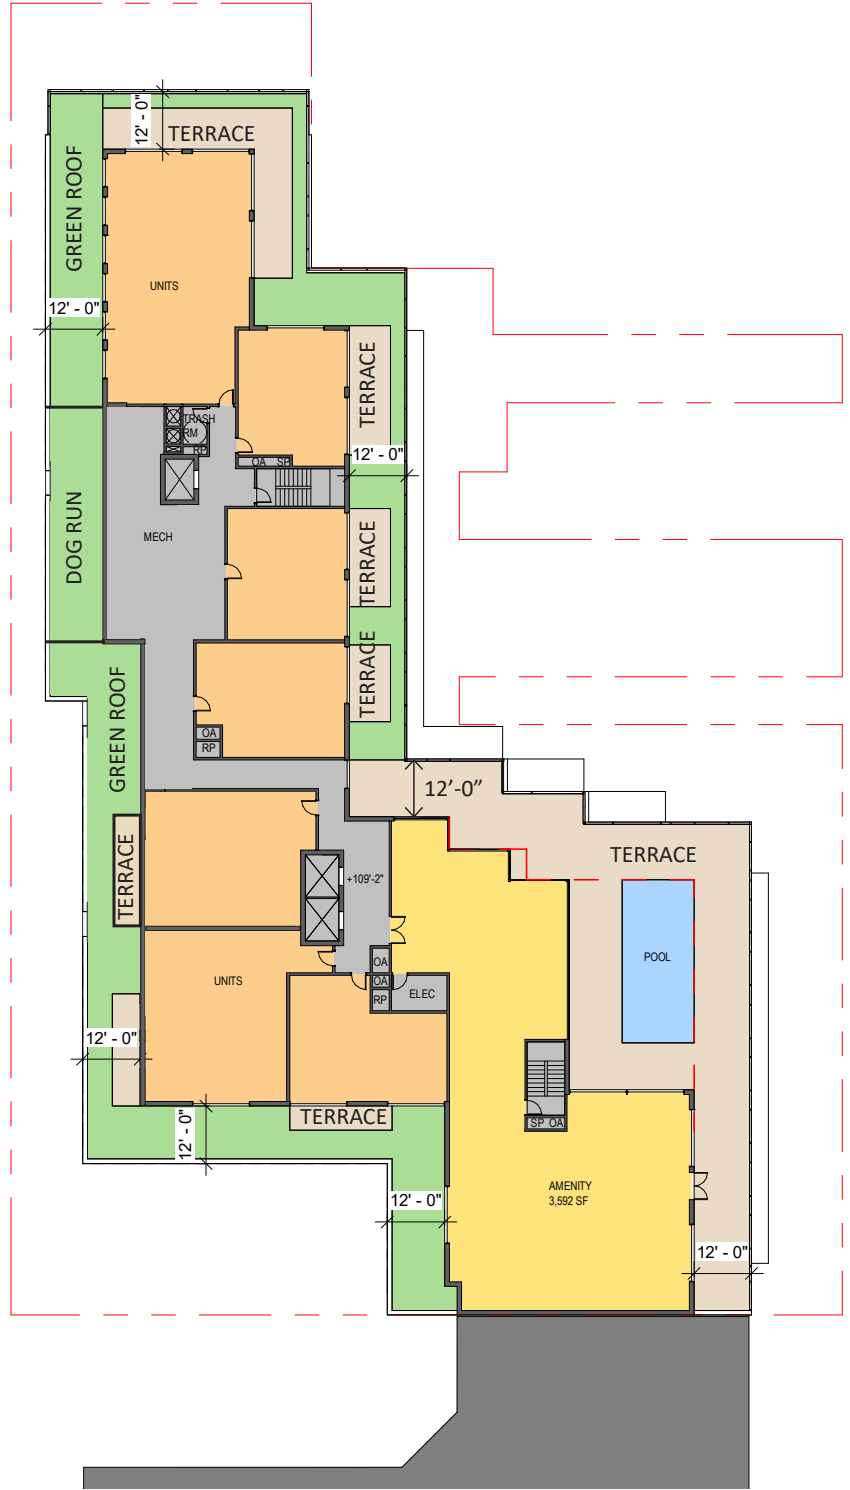 12' - 0"
TERRACE
GREEN ROOF
UNITS
12' - 0"
TERRACE
TRASH
RM
RP
OA SP
12' - 0"
DOG RUN
MECH
TERRACE
TERRACE
GREEN ROOF
OA
RP
12'-0”
TERRACE
TERRACE
+109'-2"
POOL
OA
UNITS
OA
RP
ELEC
12' - 0"
TERRACE
12' - 0"
SP OA
AMENITY
3,592 SF
12' - 0"
12' - 0"